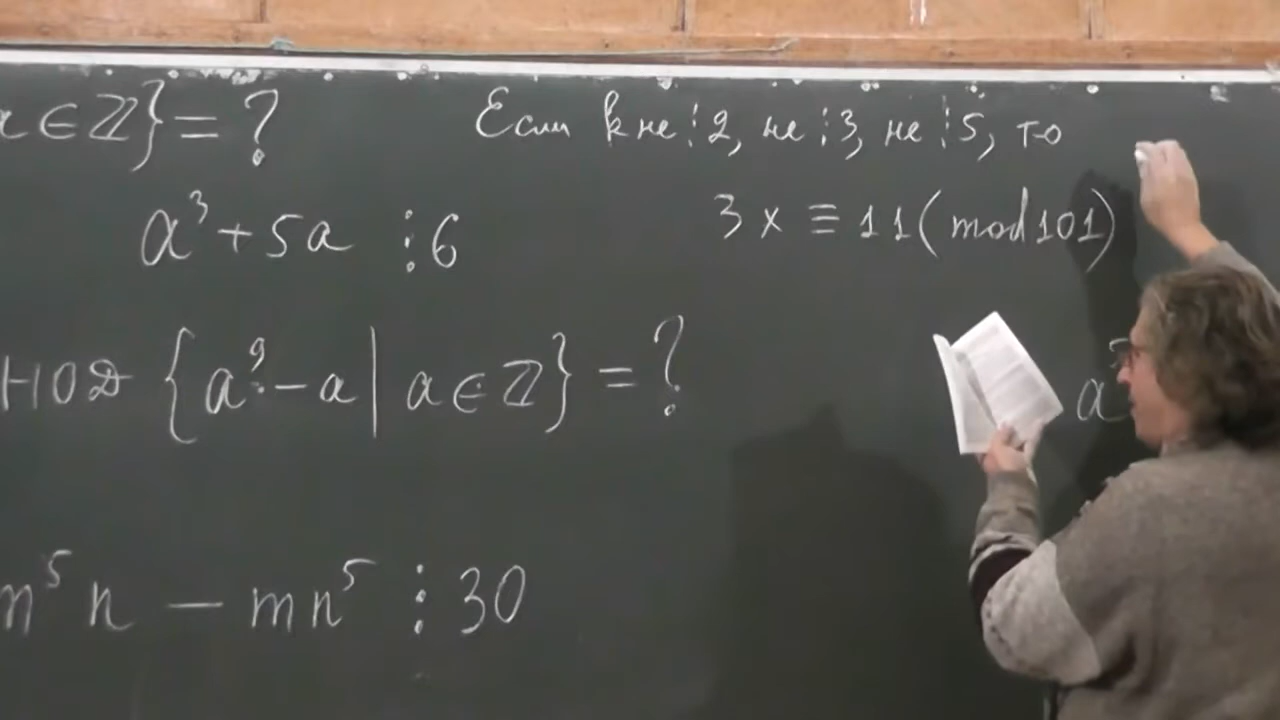 a ∈ ℤ} = ?
Если k не ⋮ 2, не ⋮ 3, не ⋮ 5, то
a³ + 5a ⋮ 6
3x ≡ 11 (mod 101)
НОД {a⁹ - a | a ∈ ℤ} = ?
a
m⁵n - mn⁵ ⋮ 30